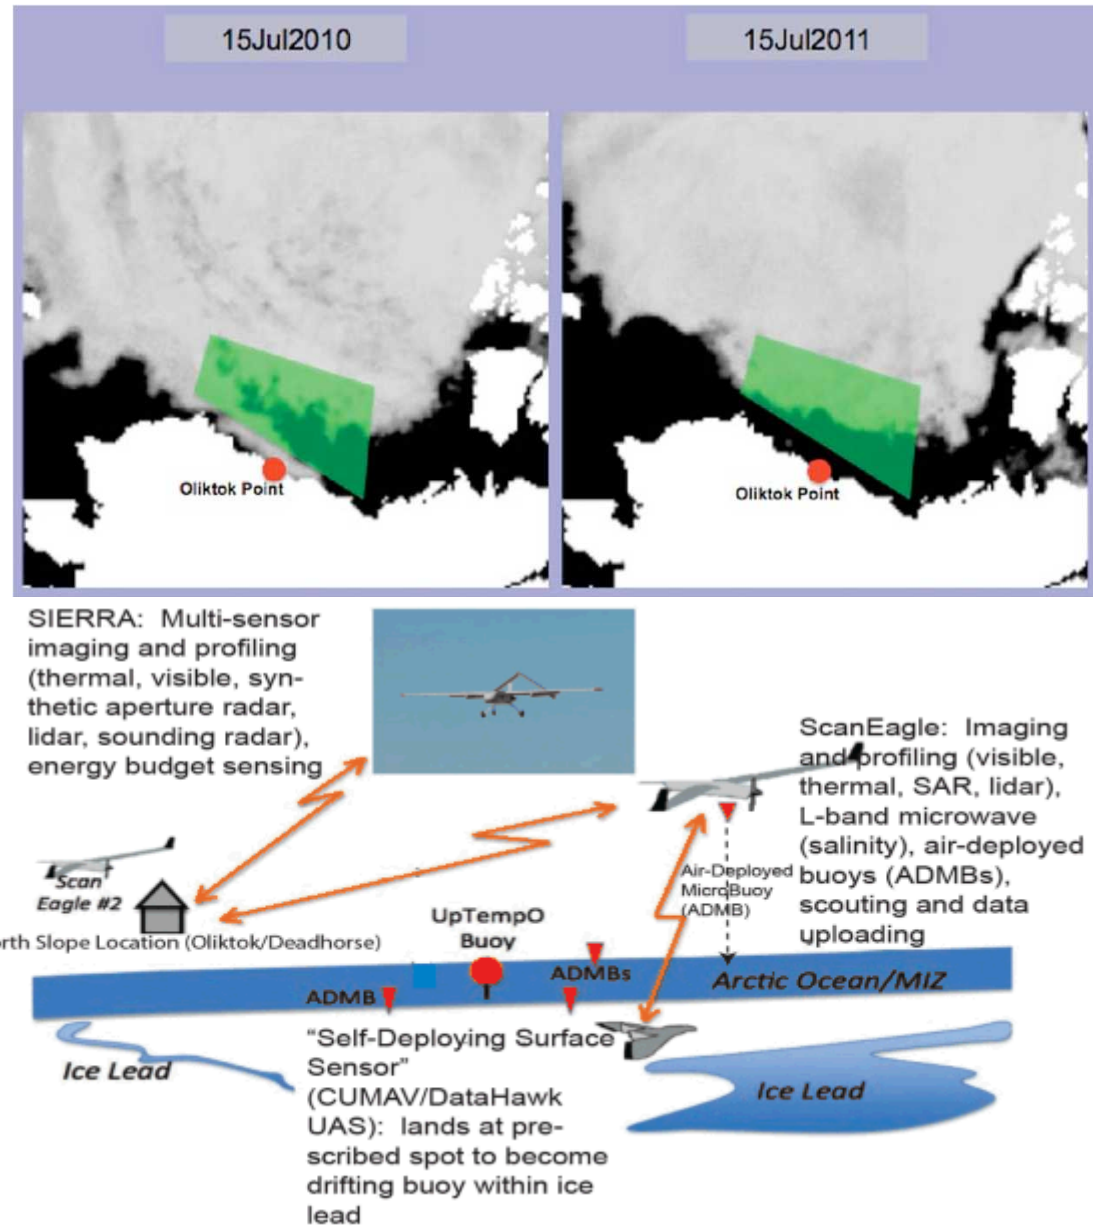 15Jul2010
15Jul2011
Oliktok Point
Oliktok Point
SIERRA: Multi-sensor
imaging and profiling
(thermal, visible, syn-
thetic aperture radar,
lidar, sounding radar),
energy budget sensing
ScanEagle: Imaging
and profiling (visible,
thermal, SAR, lidar),
L-band microwave
(salinity), air-deployed
buoys (ADMBs),
scouting and data
uploading
Scan
Eagle #2
orth Slope Location (Oliktok/Deadhorse)
Air-Deployed
MicroBuoy
(ADMB)
UpTempO
Buoy
ADMBs
ADMB
Arctic Ocean/MIZ
"Self-Deploying Surface
Sensor"
(CUMAV/DataHawk
UAS): lands at pre-
scribed spot to become
drifting buoy within ice
lead
Ice Lead
Ice Lead